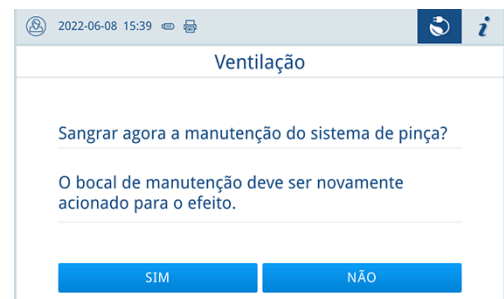 2022-06-08 15:39
i
Ventilação
Sangrar agora a manutenção do sistema de pinça?
O bocal de manutenção deve ser novamente
acionado para o efeito.
SIM NÃO